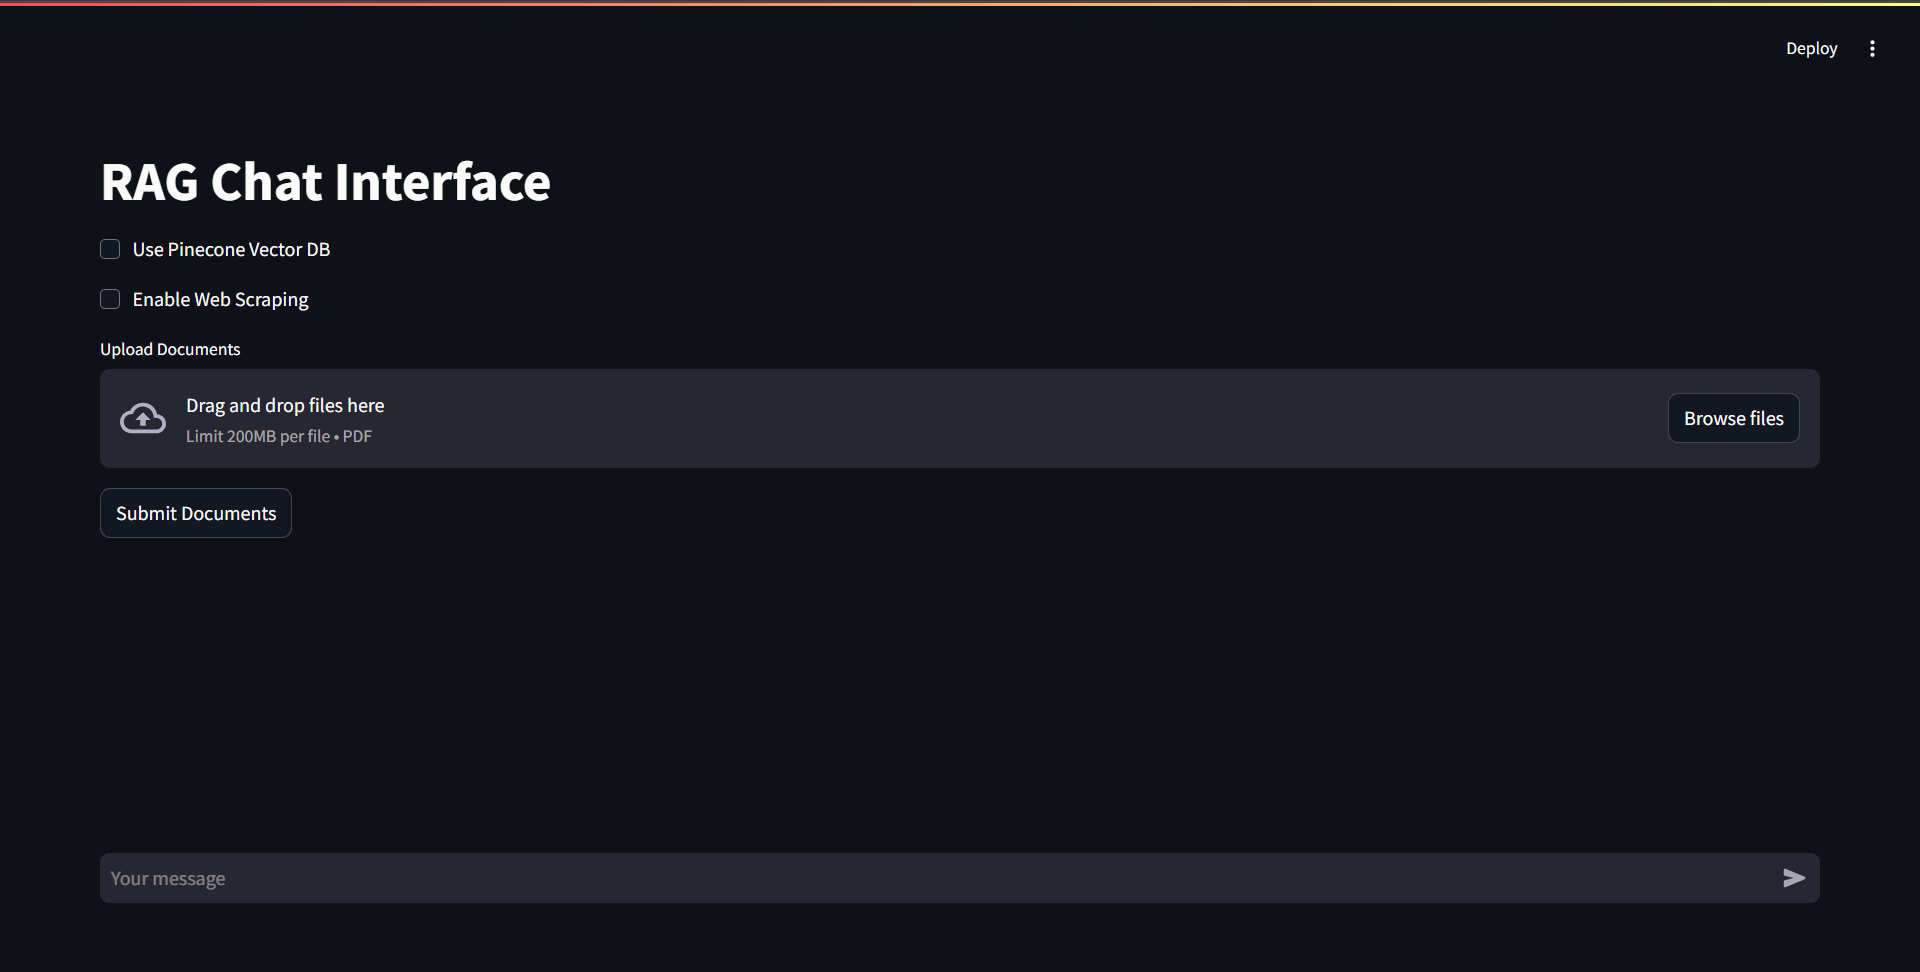 Deploy
RAG Chat Interface
Use Pinecone Vector DB
Enable Web Scraping
Upload Documents
Drag and drop files here
Limit 200MB per file • PDF
Browse files
Submit Documents
Your message